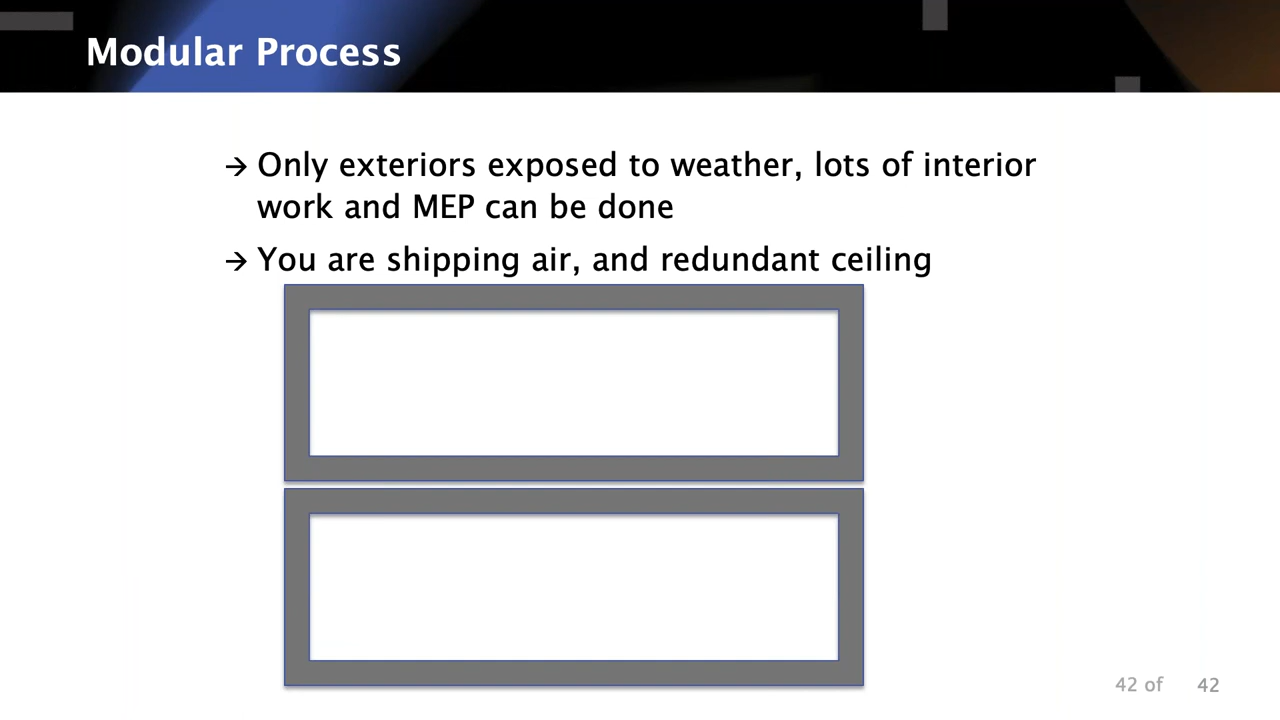 Modular Process
→ Only exteriors exposed to weather, lots of interior
work and MEP can be done
→ You are shipping air, and redundant ceiling
42 of 42